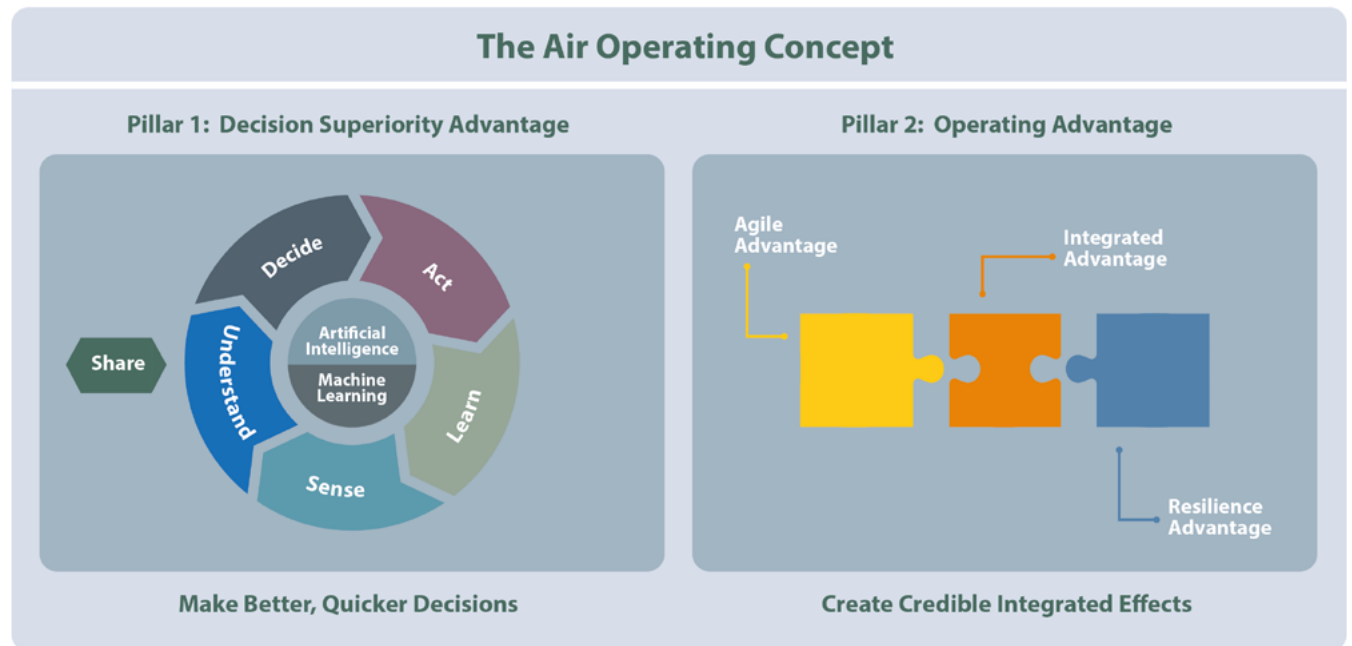 The Air Operating Concept
Pillar 1: Decision Superiority Advantage
Decide
Act
Learn
Sense
Understand
Share
Artificial
Intelligence
Machine
Learning
Make Better, Quicker Decisions
Pillar 2: Operating Advantage
Agile
Advantage
Integrated
Advantage
Resilience
Advantage
Create Credible Integrated Effects